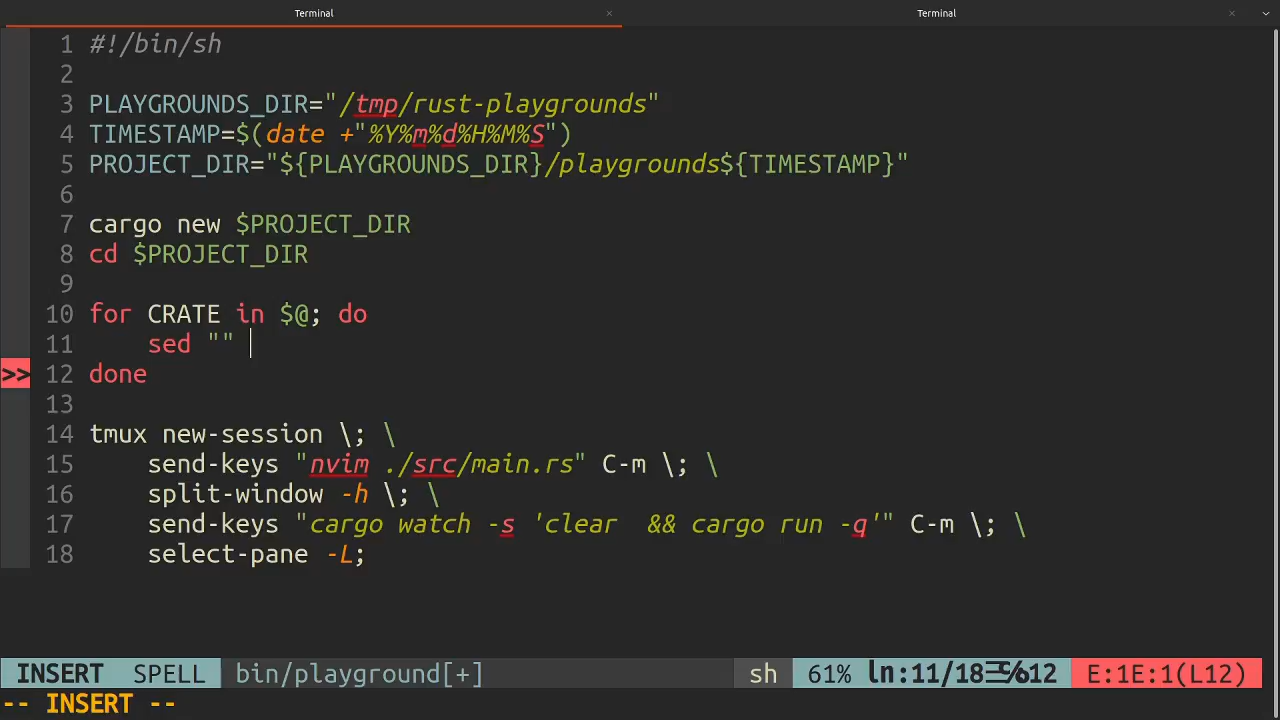 Terminal × Terminal ×
1 #!/bin/sh
2
3 PLAYGROUNDS_DIR="/tmp/rust-playgrounds"
4 TIMESTAMP=$(date +"%Y%m%d%H%M%S")
5 PROJECT_DIR="${PLAYGROUNDS_DIR}/playgrounds${TIMESTAMP}"
6
7 cargo new $PROJECT_DIR
8 cd $PROJECT_DIR
9
10 for CRATE in $@; do
11     sed ""
>> 12 done
13
14 tmux new-session \; \
15     send-keys "nvim ./src/main.rs" C-m \; \
16     split-window -h \; \
17     send-keys "cargo watch -s 'clear  && cargo run -q'" C-m \; \
18     select-pane -L;
INSERT SPELL bin/playground[+] sh 61% ln:11/18 12 E:1E:1(L12)
-- INSERT --